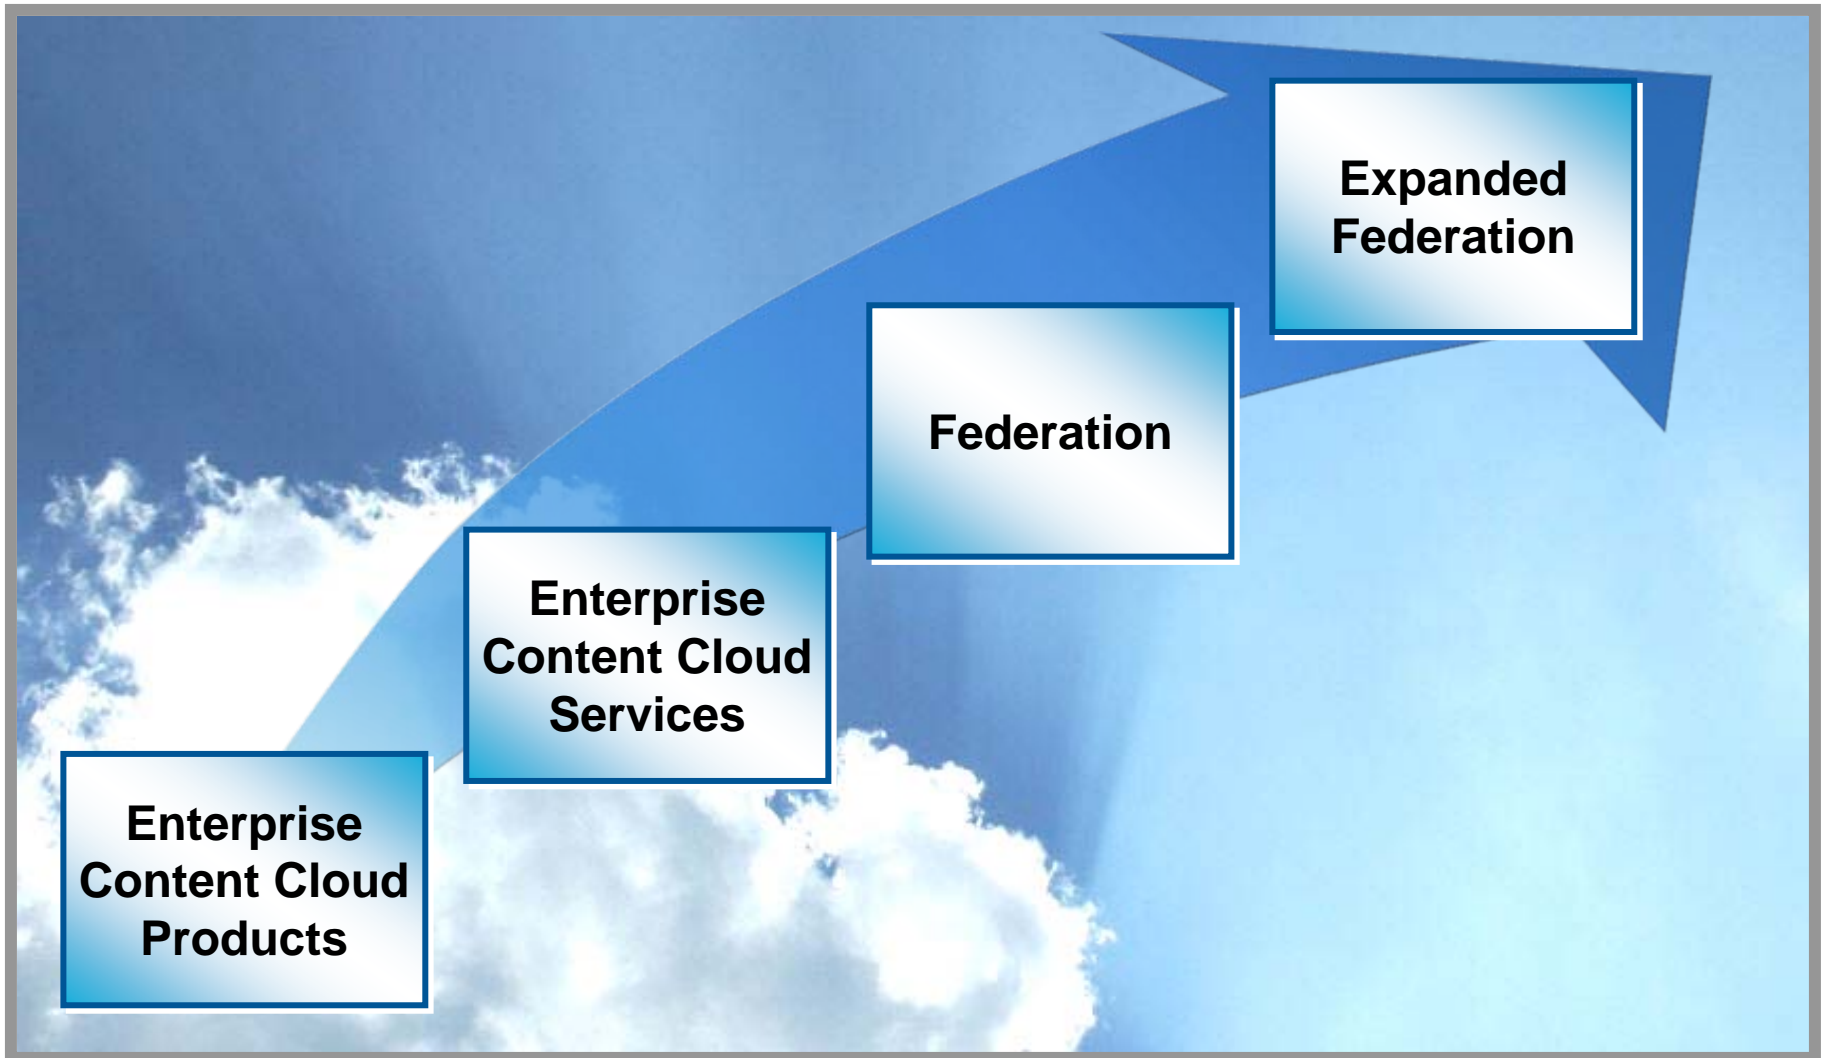 Expanded
Federation
Federation
Enterprise
Content Cloud
Services
Enterprise
Content Cloud
Products